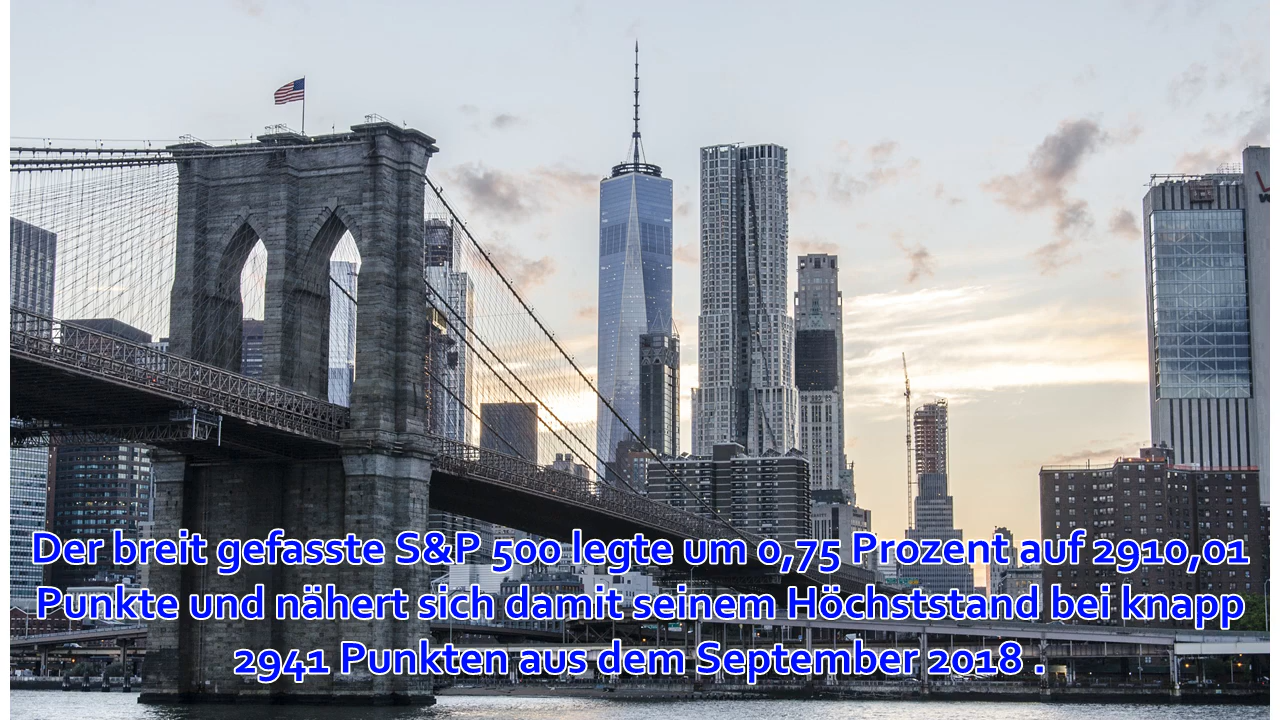 Der breit gefasste S&P 500 legte um 0,75 Prozent auf 2910,01
Punkte und nähert sich damit seinem Höchststand bei knapp
2941 Punkten aus dem September 2018 .